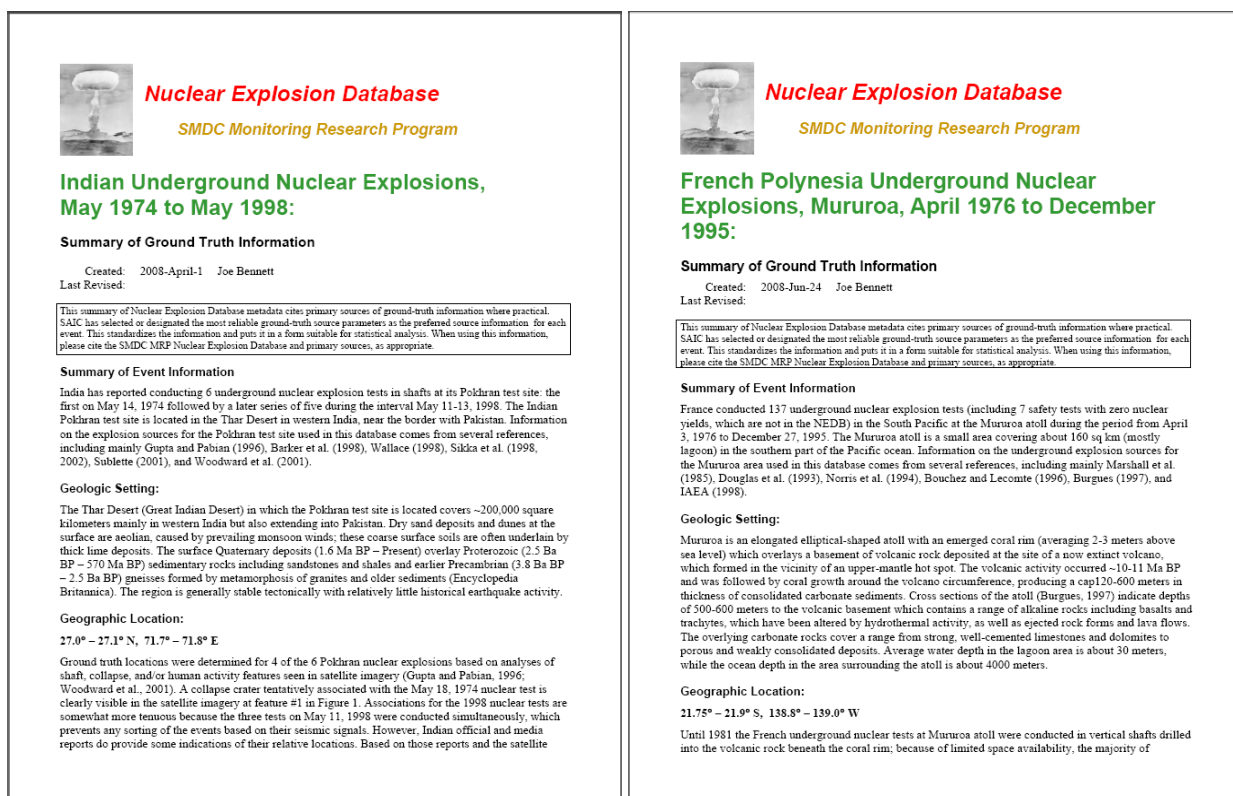 Nuclear Explosion Database
SMDC Monitoring Research Program
Indian Underground Nuclear Explosions,
May 1974 to May 1998:
Summary of Ground Truth Information
Created: 2008-April-1 Joe Bennett
Last Revised:
This summary of Nuclear Explosion Database metadata cites primary sources of ground-truth information where practical.
SAIC has selected or designated the most reliable ground-truth source parameters as the preferred source information for each
event. This standardizes the information and puts it in a form suitable for statistical analysis. When using this information,
please cite the SMDC MRP Nuclear Explosion Database and primary sources, as appropriate.
Summary of Event Information
India has reported conducting 6 underground nuclear explosion tests in shafts at its Pokhran test site: the
first on May 14, 1974 followed by a later series of five during the interval May 11-13, 1998. The Indian
Pokhran test site is located in the Thar Desert in western India, near the border with Pakistan. Information
on the explosion sources for the Pokhran test site used in this database comes from several references,
including mainly Gupta and Pabian (1996), Barker et al. (1998), Wallace (1998), Sikka et al. (1998,
2002), Sublette (2001), and Woodward et al. (2001).
Geologic Setting:
The Thar Desert (Great Indian Desert) in which the Pokhran test site is located covers ~200,000 square
kilometers mainly in western India but also extending into Pakistan. Dry sand deposits and dunes at the
surface are aeolian, caused by prevailing monsoon winds; these coarse surface soils are often underlain by
thick lime deposits. The surface Quaternary deposits (1.6 Ma BP – Present) overlay Proterozoic (2.5 Ba
BP – 570 Ma BP) sedimentary rocks including sandstones and shales and earlier Precambrian (3.8 Ba BP
– 2.5 Ba BP) gneisses formed by metamorphosis of granites and older sediments (Encyclopedia
Britannica). The region is generally stable tectonically with relatively little historical earthquake activity.
Geographic Location:
27.0° – 27.1° N, 71.7° – 71.8° E
Ground truth locations were determined for 4 of the 6 Pokhran nuclear explosions based on analyses of
shaft, collapse, and/or human activity features seen in satellite imagery (Gupta and Pabian, 1996;
Woodward et al., 2001). A collapse crater tentatively associated with the May 18, 1974 nuclear test is
clearly visible in the satellite imagery at feature #1 in Figure 1. Associations for the 1998 nuclear tests are
somewhat more tenuous because the three tests on May 11, 1998 were conducted simultaneously, which
prevents any sorting of the events based on their seismic signals. However, Indian official and media
reports do provide some indications of their relative locations. Based on those reports and the satellite
Nuclear Explosion Database
SMDC Monitoring Research Program
French Polynesia Underground Nuclear
Explosions, Mururoa, April 1976 to December
1995:
Summary of Ground Truth Information
Created: 2008-Jun-24 Joe Bennett
Last Revised:
This summary of Nuclear Explosion Database metadata cites primary sources of ground-truth information where practical.
SAIC has selected or designated the most reliable ground-truth source parameters as the preferred source information for each
event. This standardizes the information and puts it in a form suitable for statistical analysis. When using this information,
please cite the SMDC MRP Nuclear Explosion Database and primary sources, as appropriate.
Summary of Event Information
France conducted 137 underground nuclear explosion tests (including 7 safety tests with zero nuclear
yields, which are not in the NEDB) in the South Pacific at the Mururoa atoll during the period from April
3, 1976 to December 27, 1995. The Mururoa atoll is a small area covering about 160 sq km (mostly
lagoon) in the southern part of the Pacific ocean. Information on the underground explosion sources for
the Mururoa area used in this database comes from several references, including mainly Marshall et al.
(1985), Douglas et al. (1993), Norris et al. (1994), Bouchez and Lecomte (1996), Burgues (1997), and
IAEA (1998).
Geologic Setting:
Mururoa is an elongated elliptical-shaped atoll with an emerged coral rim (averaging 2-3 meters above
sea level) which overlays a basement of volcanic rock deposited at the site of a now extinct volcano,
which formed in the vicinity of an upper-mantle hot spot. The volcanic activity occurred ~10-11 Ma BP
and was followed by coral growth around the volcano circumference, producing a cap120-600 meters in
thickness of consolidated carbonate sediments. Cross sections of the atoll (Burgues, 1997) indicate depths
of 500-600 meters to the volcanic basement which contains a range of alkaline rocks including basalts and
trachytes, which have been altered by hydrothermal activity, as well as ejected rock forms and lava flows.
The overlying carbonate rocks cover a range from strong, well-cemented limestones and dolomites to
porous and weakly consolidated deposits. Average water depth in the lagoon area is about 30 meters,
while the ocean depth in the area surrounding the atoll is about 4000 meters.
Geographic Location:
21.75° – 21.9° S, 138.8° – 139.0° W
Until 1981 the French underground nuclear tests at Mururoa atoll were conducted in vertical shafts drilled
into the volcanic rock beneath the coral rim; because of limited space availability, the majority of